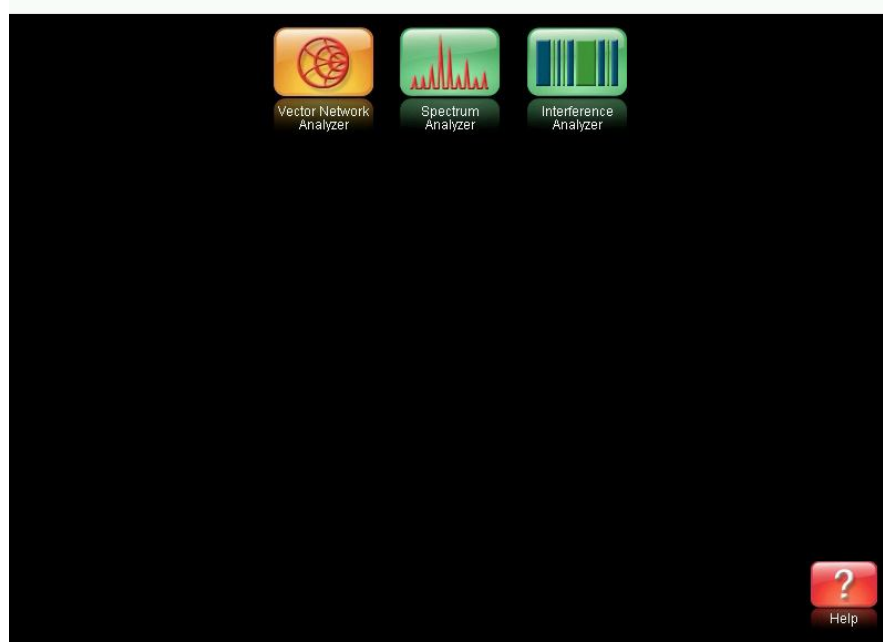 Vector Network
Analyzer
Spectrum
Analyzer
Interference
Analyzer
?
Help